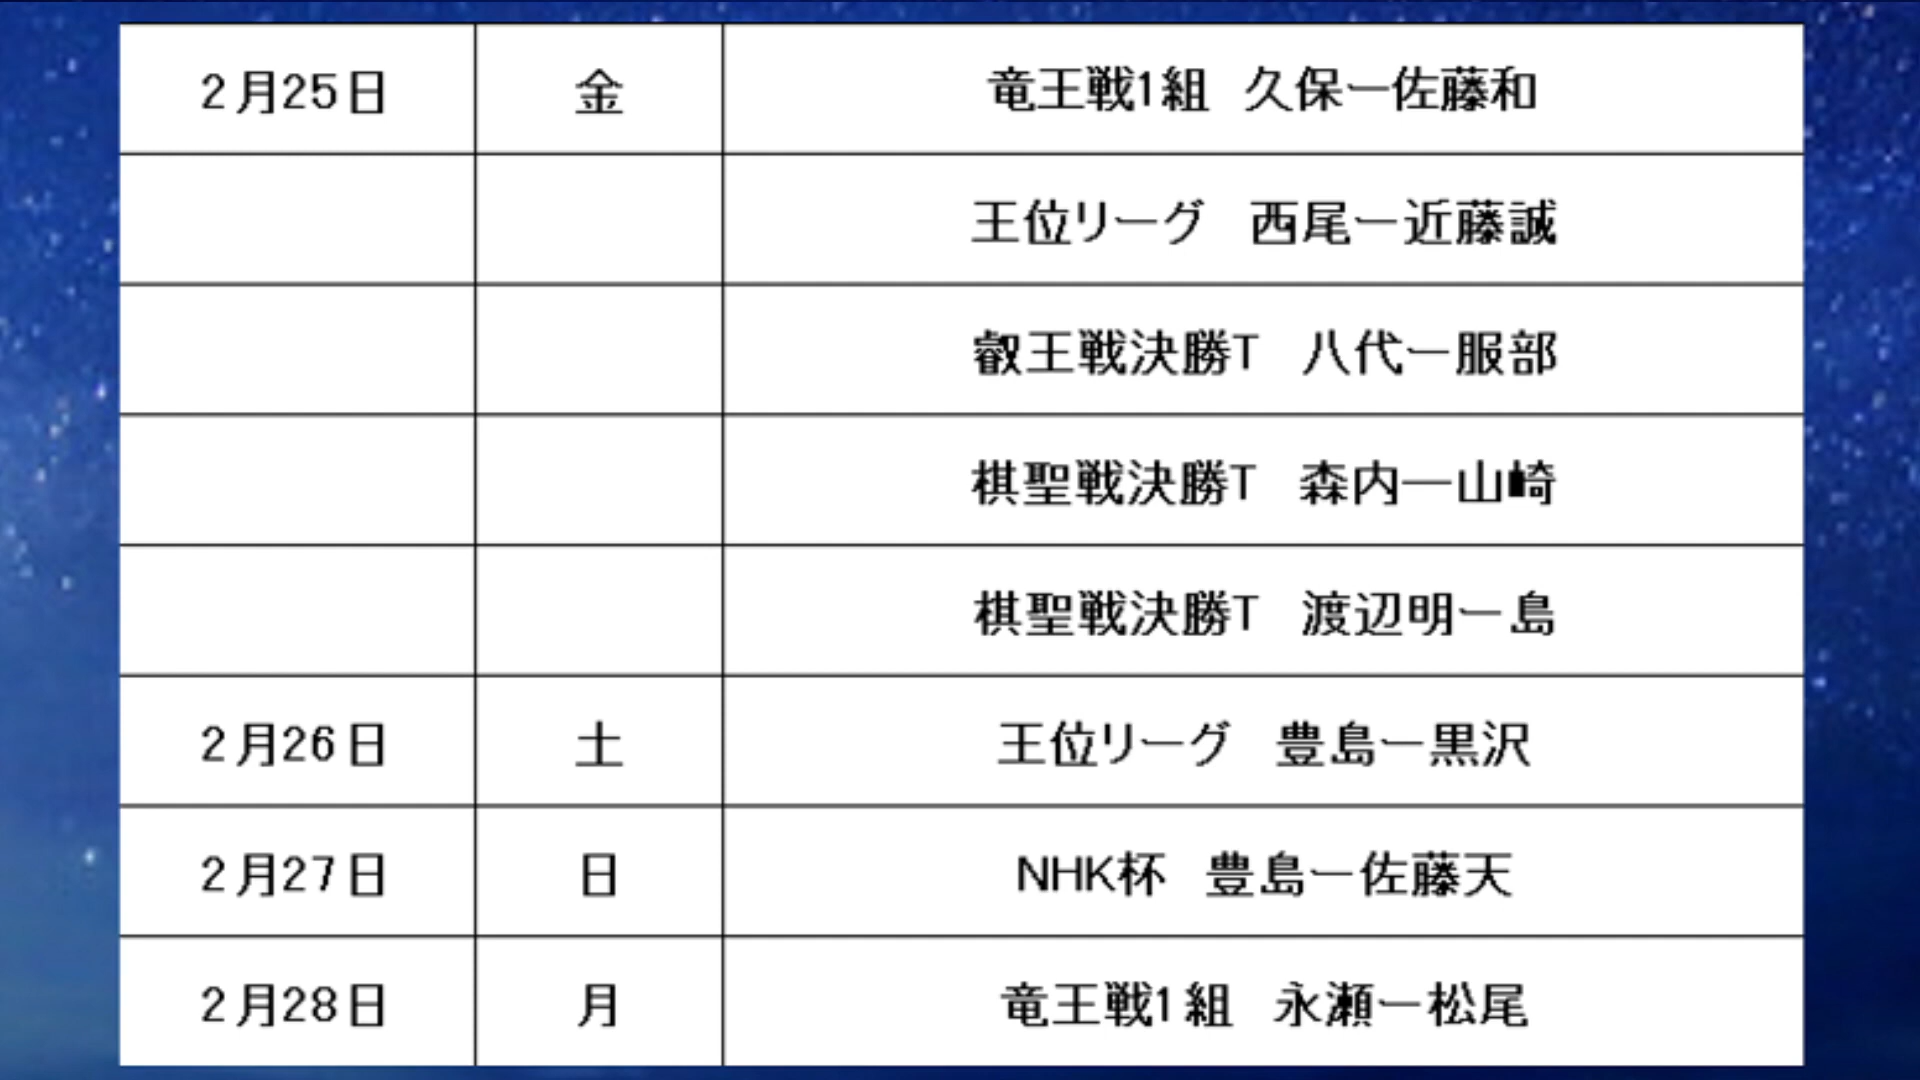 2月25日 金 竜王戦1組 久保ー佐藤和
王位リーグ 西尾ー近藤誠
叡王戦決勝T 八代ー服部
棋聖戦決勝T 森内―山崎
棋聖戦決勝T 渡辺明ー島
2月26日 土 王位リーグ 豊島ー黒沢
2月27日 日 NHK杯 豊島ー佐藤天
2月28日 月 竜王戦1組 永瀬ー松尾